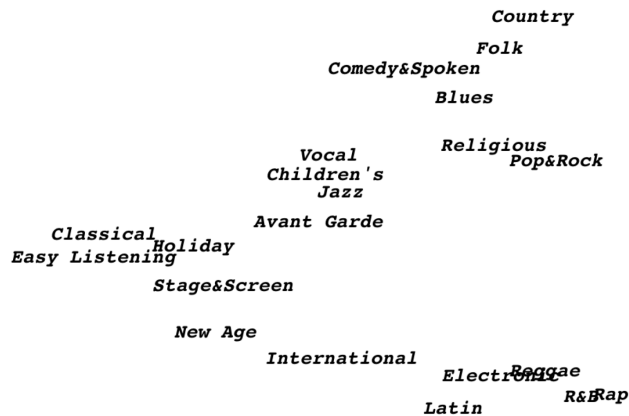 Country
Folk
Comedy&Spoken
Blues
Religious
Vocal
Pop&Rock
Children's
Jazz
Avant Garde
Classical
Holiday
Easy Listening
Stage&Screen
New Age
International
Reggae
Electronic
R&B
Rap
Latin